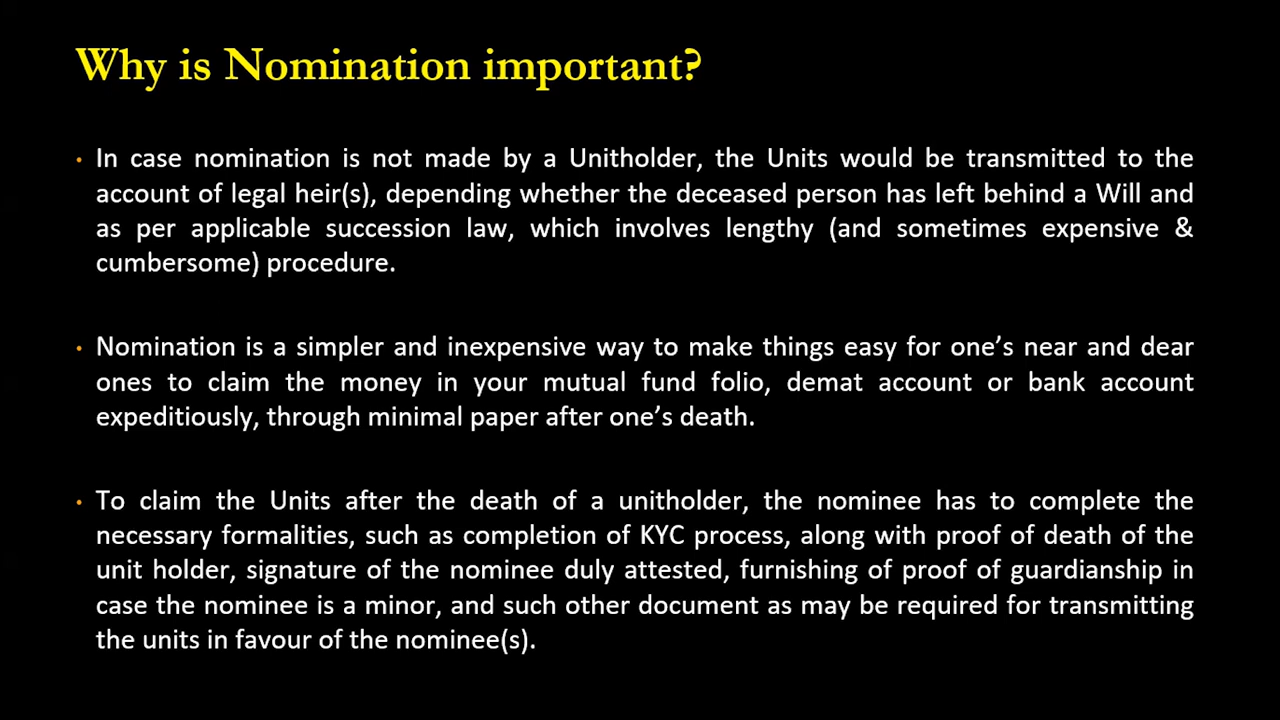 Why is Nomination important?
• In case nomination is not made by a Unitholder, the Units would be transmitted to the
account of legal heir(s), depending whether the deceased person has left behind a Will and
as per applicable succession law, which involves lengthy (and sometimes expensive &
cumbersome) procedure.
• Nomination is a simpler and inexpensive way to make things easy for one’s near and dear
ones to claim the money in your mutual fund folio, demat account or bank account
expeditiously, through minimal paper after one’s death.
• To claim the Units after the death of a unitholder, the nominee has to complete the
necessary formalities, such as completion of KYC process, along with proof of death of the
unit holder, signature of the nominee duly attested, furnishing of proof of guardianship in
case the nominee is a minor, and such other document as may be required for transmitting
the units in favour of the nominee(s).